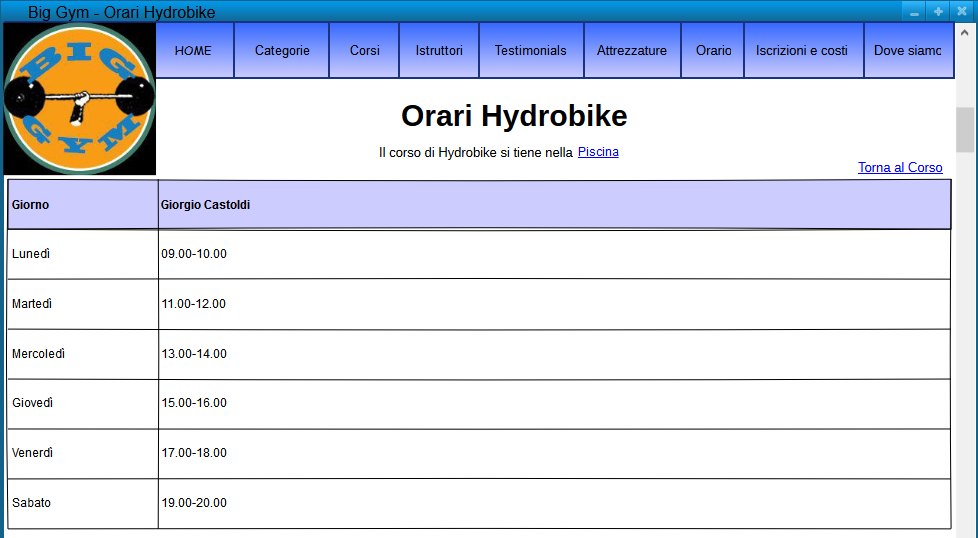 Big Gym - Orari Hydrobike
BIG
GYM
HOME Categorie Corsi Istruttori Testimonials Attrezzature Orario Iscrizioni e costi Dove siamo
Orari Hydrobike
Il corso di Hydrobike si tiene nella Piscina
Torna al Corso
Giorno Giorgio Castoldi
Lunedì 09.00-10.00
Martedì 11.00-12.00
Mercoledì 13.00-14.00
Giovedì 15.00-16.00
Venerdì 17.00-18.00
Sabato 19.00-20.00